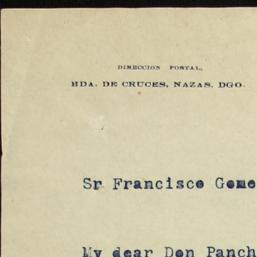 DIRECCION POSTAL,
HDA. DE CRUCES, NAZAS, DGO.
Sr Francisco Gome
My dear Don Panch